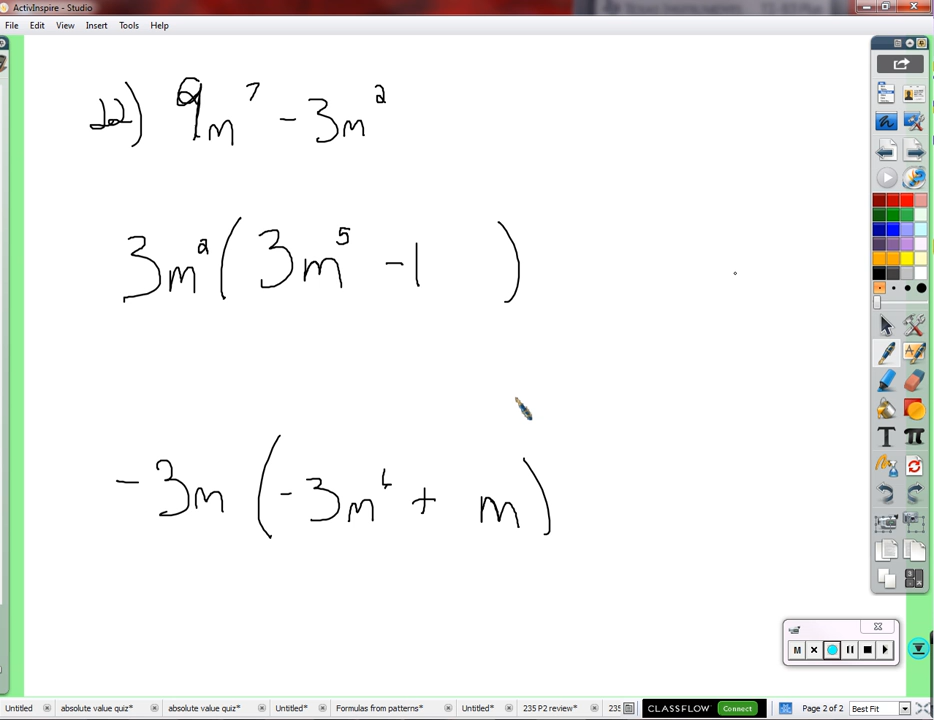 ActivInspire - Studio
File Edit View Insert Tools Help
22) 9m⁷ - 3m²
3m² ( 3m⁵ - 1 )
- 3m ( - 3m⁶ + m )
M
Untitled absolute value quiz* absolute value quiz* Untitled* Formulas from patterns* Untitled* 235 P2 review* 235 CLASSFLOW Connect Page 2 of 2 Best Fit